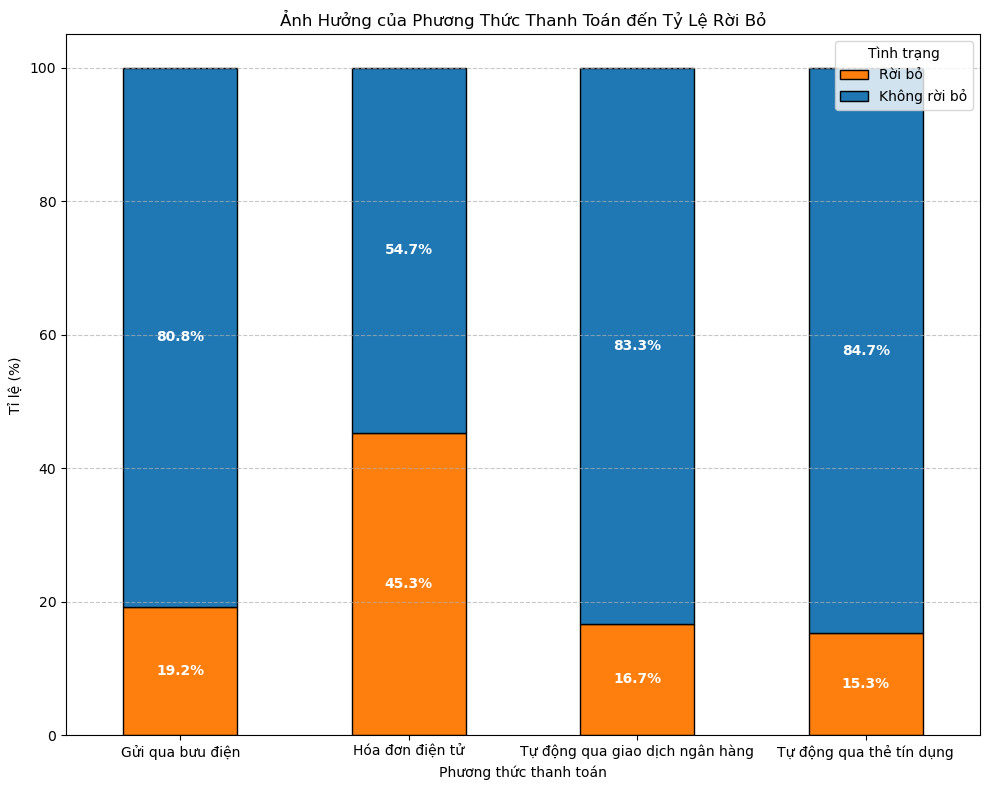 Ảnh Hưởng của Phương Thức Thanh Toán đến Tỷ Lệ Rời Bỏ
Tình trạng
Rời bỏ
Không rời bỏ
100
80
60
40
20
0
Tỉ lệ (%)
80.8%
54.7%
83.3%
84.7%
19.2%
45.3%
16.7%
15.3%
Gửi qua bưu điện
Hóa đơn điện tử
Tự động qua giao dịch ngân hàng
Tự động qua thẻ tín dụng
Phương thức thanh toán